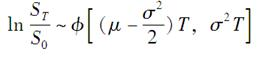 ln S_T/S_0 ~ ϕ[(μ − σ²/2)T, σ²T]